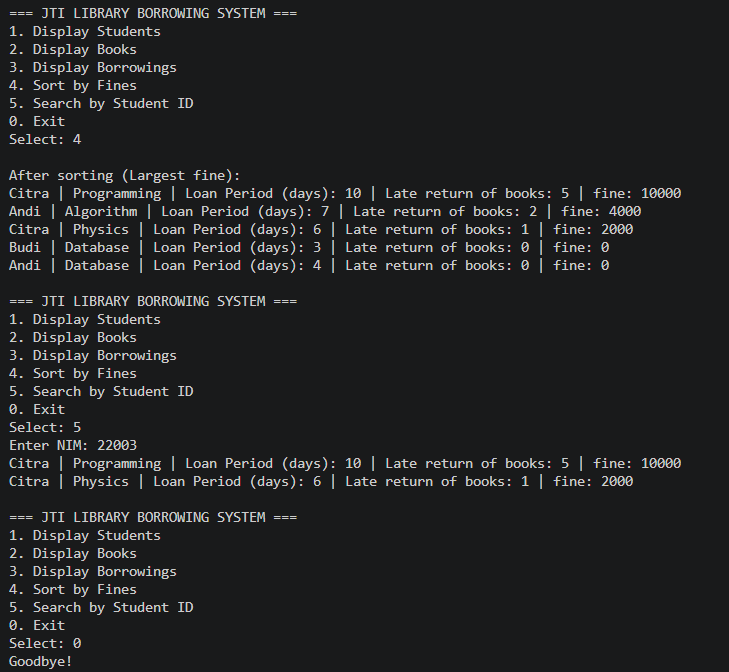 === JTI LIBRARY BORROWING SYSTEM ===
1. Display Students
2. Display Books
3. Display Borrowings
4. Sort by Fines
5. Search by Student ID
0. Exit
Select: 4
After sorting (Largest fine):
Citra | Programming | Loan Period (days): 10 | Late return of books: 5 | fine: 10000
Andi | Algorithm | Loan Period (days): 7 | Late return of books: 2 | fine: 4000
Citra | Physics | Loan Period (days): 6 | Late return of books: 1 | fine: 2000
Budi | Database | Loan Period (days): 3 | Late return of books: 0 | fine: 0
Andi | Database | Loan Period (days): 4 | Late return of books: 0 | fine: 0
=== JTI LIBRARY BORROWING SYSTEM ===
1. Display Students
2. Display Books
3. Display Borrowings
4. Sort by Fines
5. Search by Student ID
0. Exit
Select: 5
Enter NIM: 22003
Citra | Programming | Loan Period (days): 10 | Late return of books: 5 | fine: 10000
Citra | Physics | Loan Period (days): 6 | Late return of books: 1 | fine: 2000
=== JTI LIBRARY BORROWING SYSTEM ===
1. Display Students
2. Display Books
3. Display Borrowings
4. Sort by Fines
5. Search by Student ID
0. Exit
Select: 0
Goodbye!